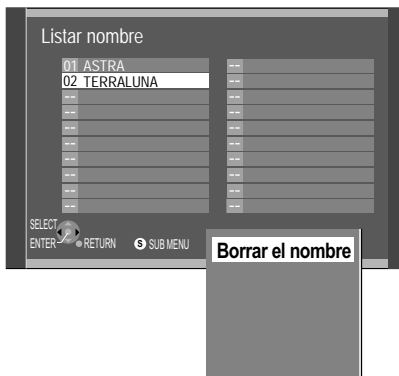 Listar nombre
01 ASTRA --
02 TERRALUNA --
-- --
-- --
-- --
-- --
-- --
-- --
-- --
-- --
SELECT
ENTER RETURN S SUB MENU
Borrar el nombre